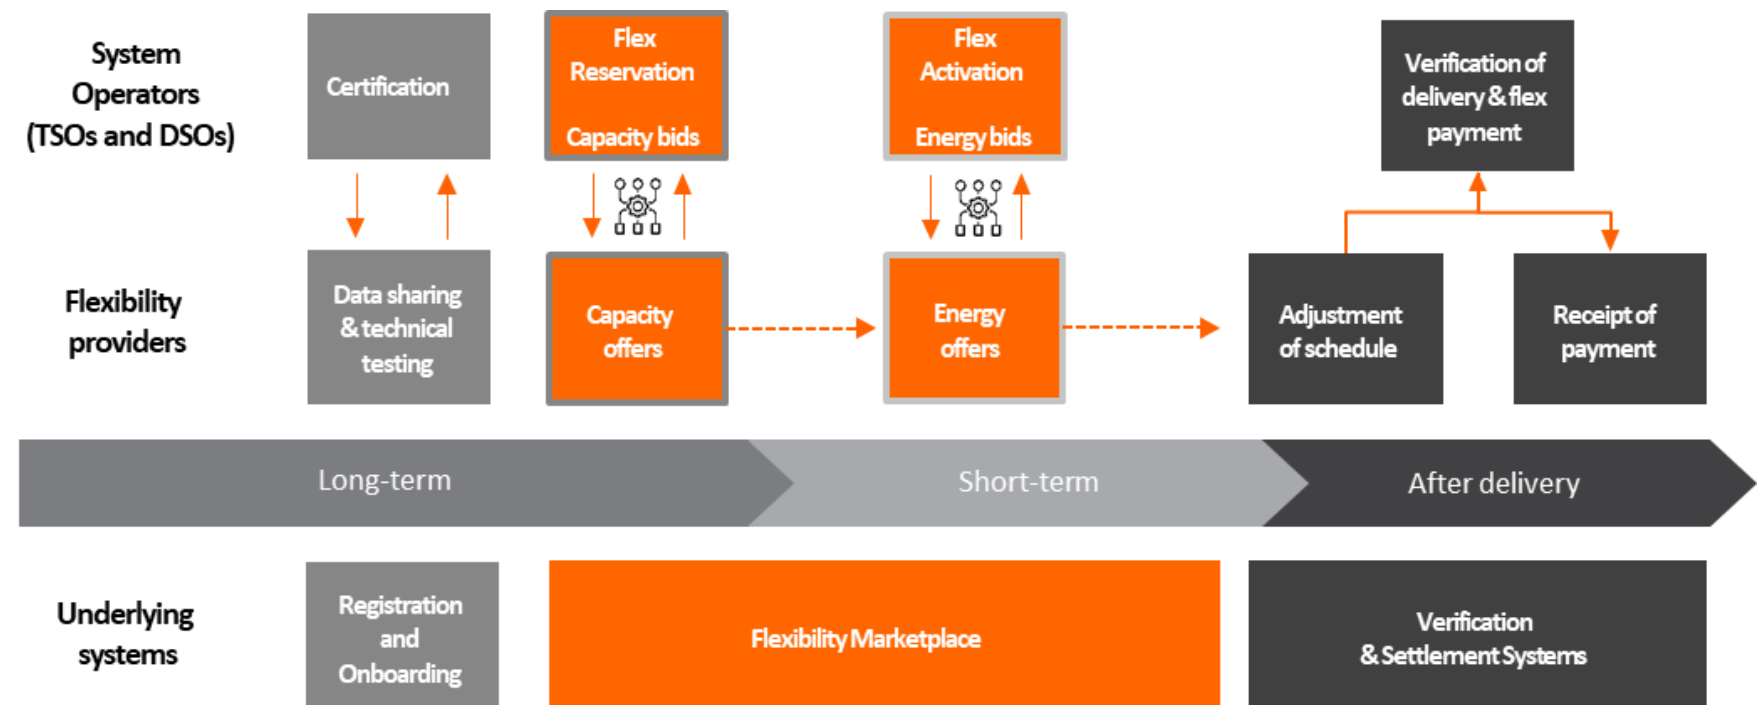 System
Operators
(TSOs and DSOs)
Certification
Flex
Reservation
Capacity bids
Flex
Activation
Energy bids
Verification of
delivery & flex
payment
Flexibility
providers
Data sharing
& technical
testing
Capacity
offers
Energy
offers
Adjustment
of schedule
Receipt of
payment
Long-term
Short-term
After delivery
Underlying
systems
Registration
and
Onboarding
Flexibility Marketplace
Verification
& Settlement Systems